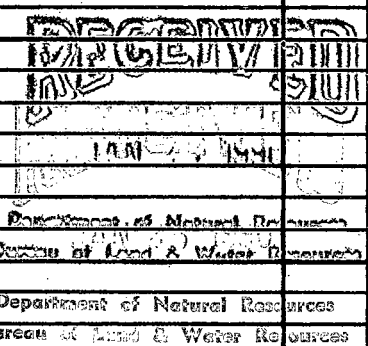 RECEIVED
JAN
Department of Natural Resources
Bureau of Land & Water Resources
Department of Natural Resources
Bureau of Land & Water Resources